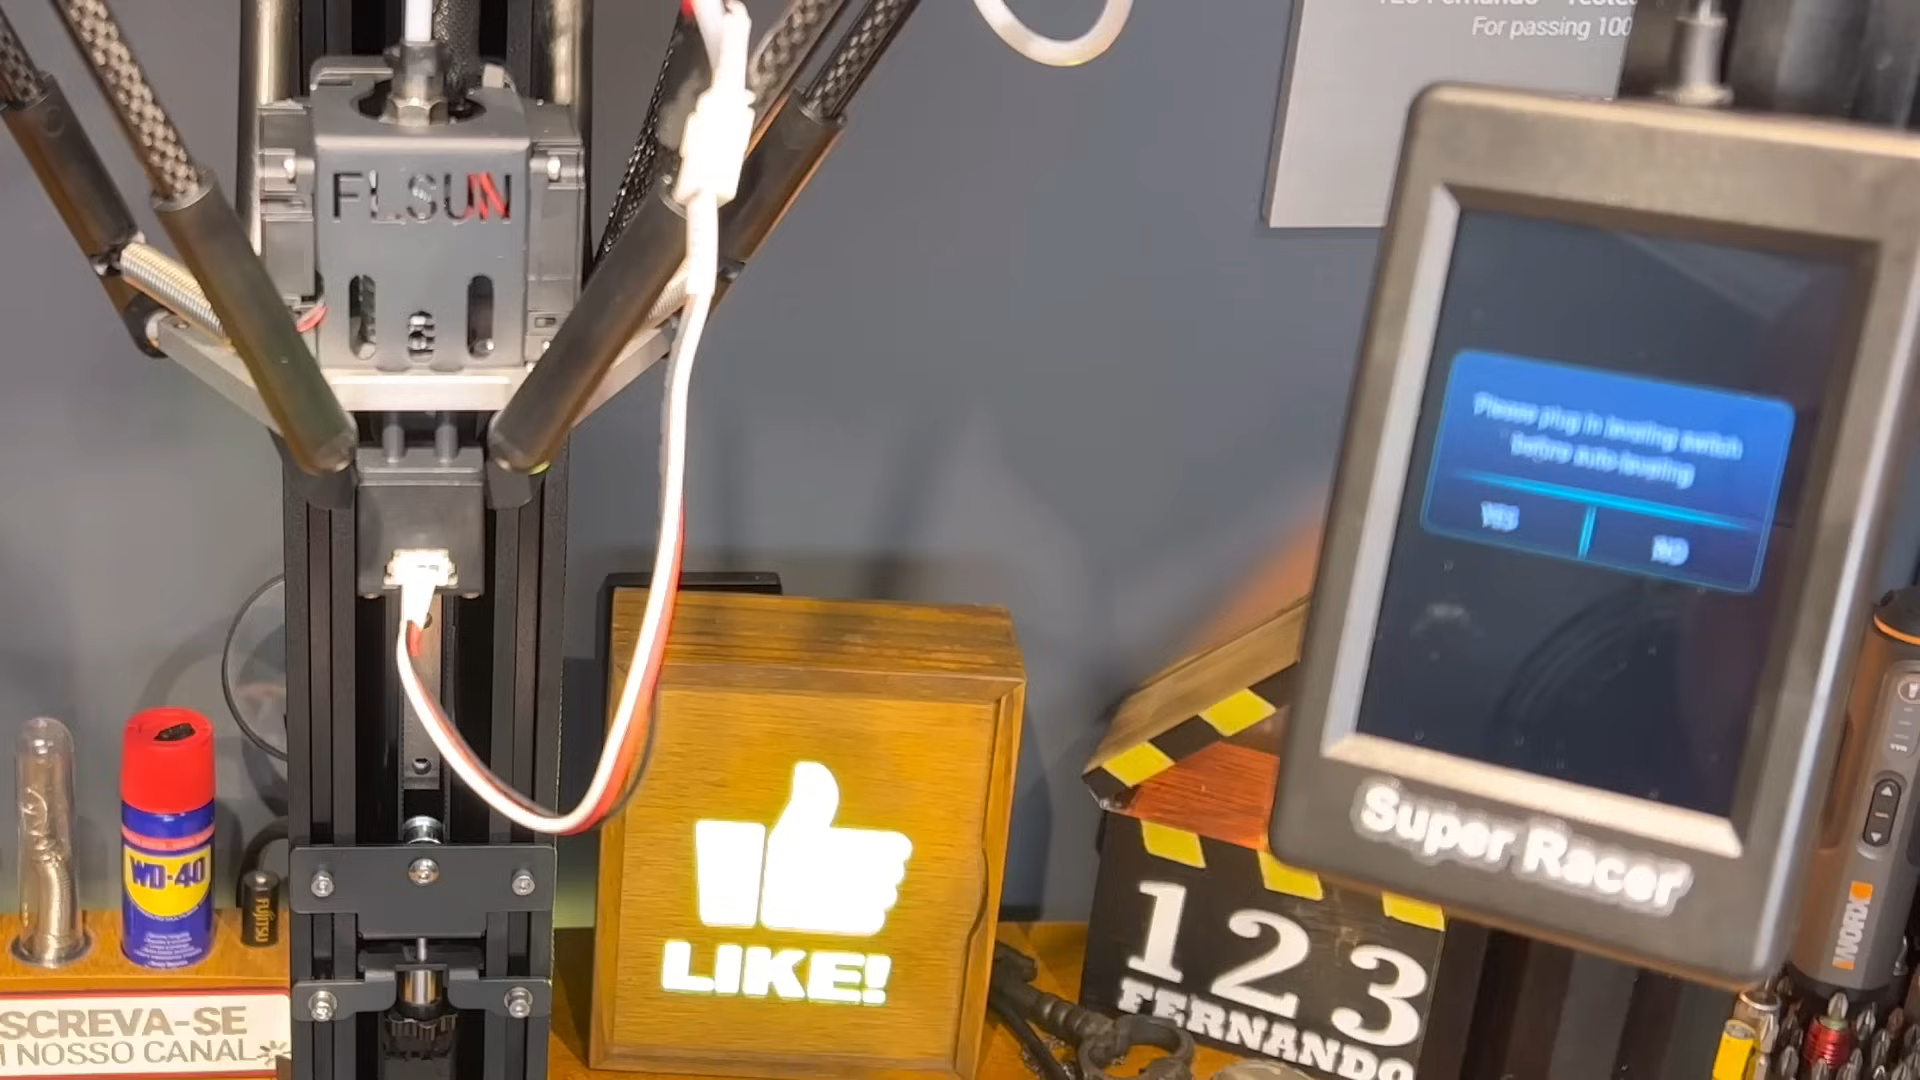 For passing 100
FLSUN
Please plug in leveling switch
before auto-leveling
YES
NO
Super Racer
WD-40
FUJITSU
LIKE!
WORX
123
FERNANDO
SCREVA-SE
NOSSO CANAL